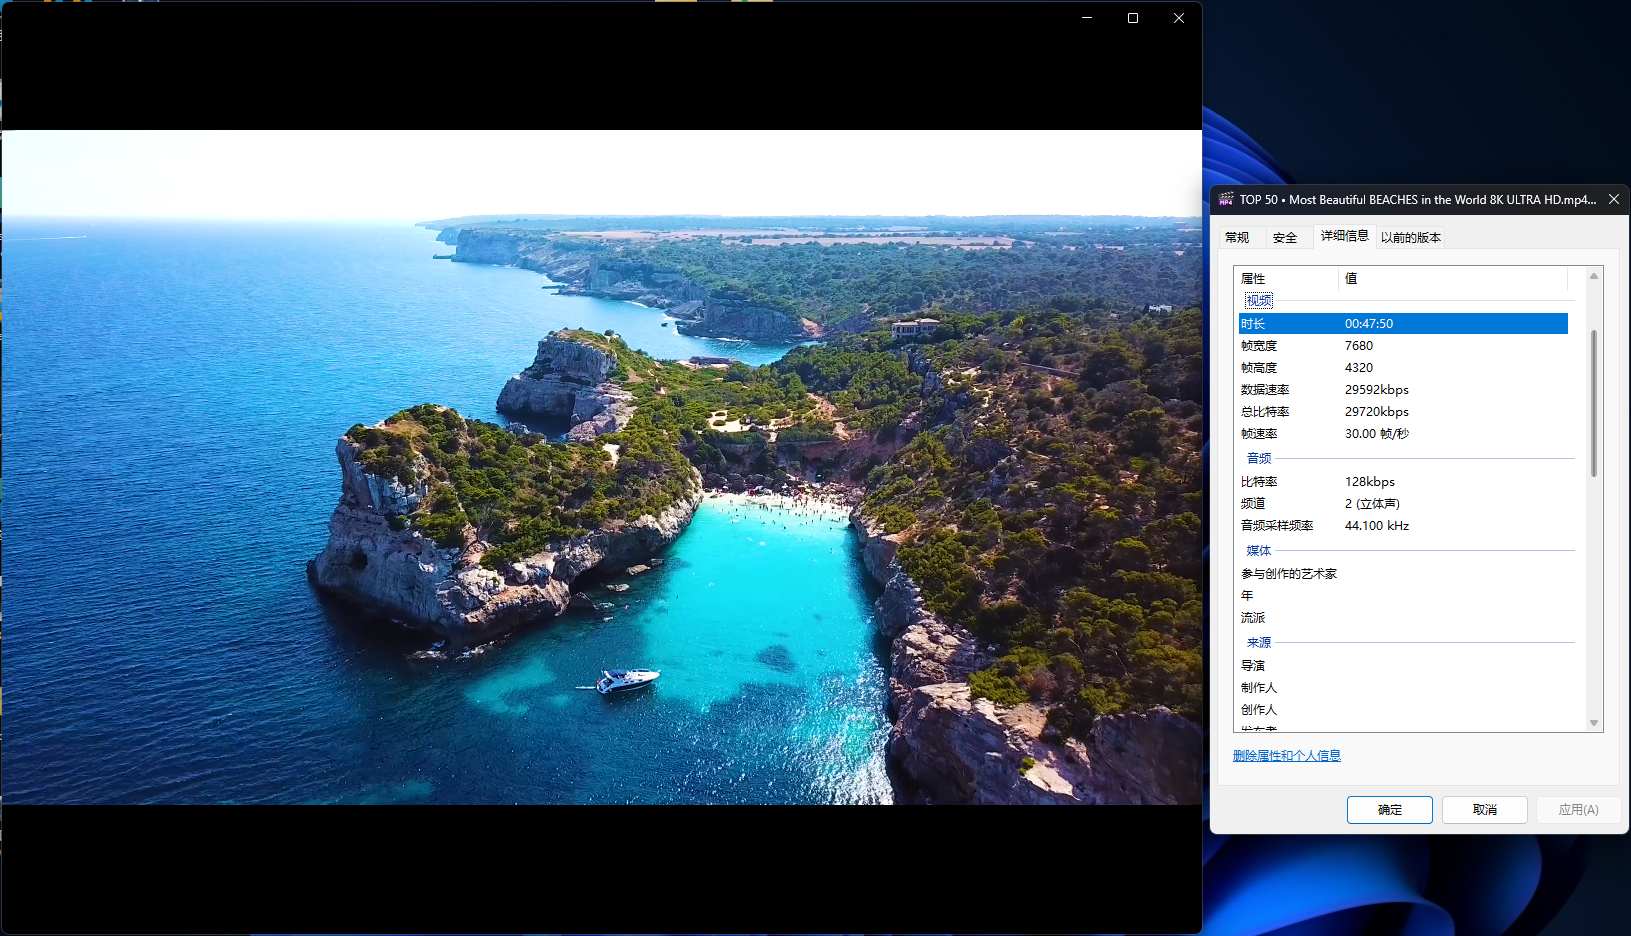 TOP 50 • Most Beautiful BEACHES in the World 8K ULTRA HD.mp4...
常规 安全 详细信息 以前的版本
属性 值
视频
时长 00:47:50
帧宽度 7680
帧高度 4320
数据速率 29592kbps
总比特率 29720kbps
帧速率 30.00 帧/秒
音频
比特率 128kbps
频道 2 (立体声)
音频采样频率 44.100 kHz
媒体
参与创作的艺术家
年
流派
来源
导演
制作人
创作人
删除属性和个人信息
确定 取消 应用(A)